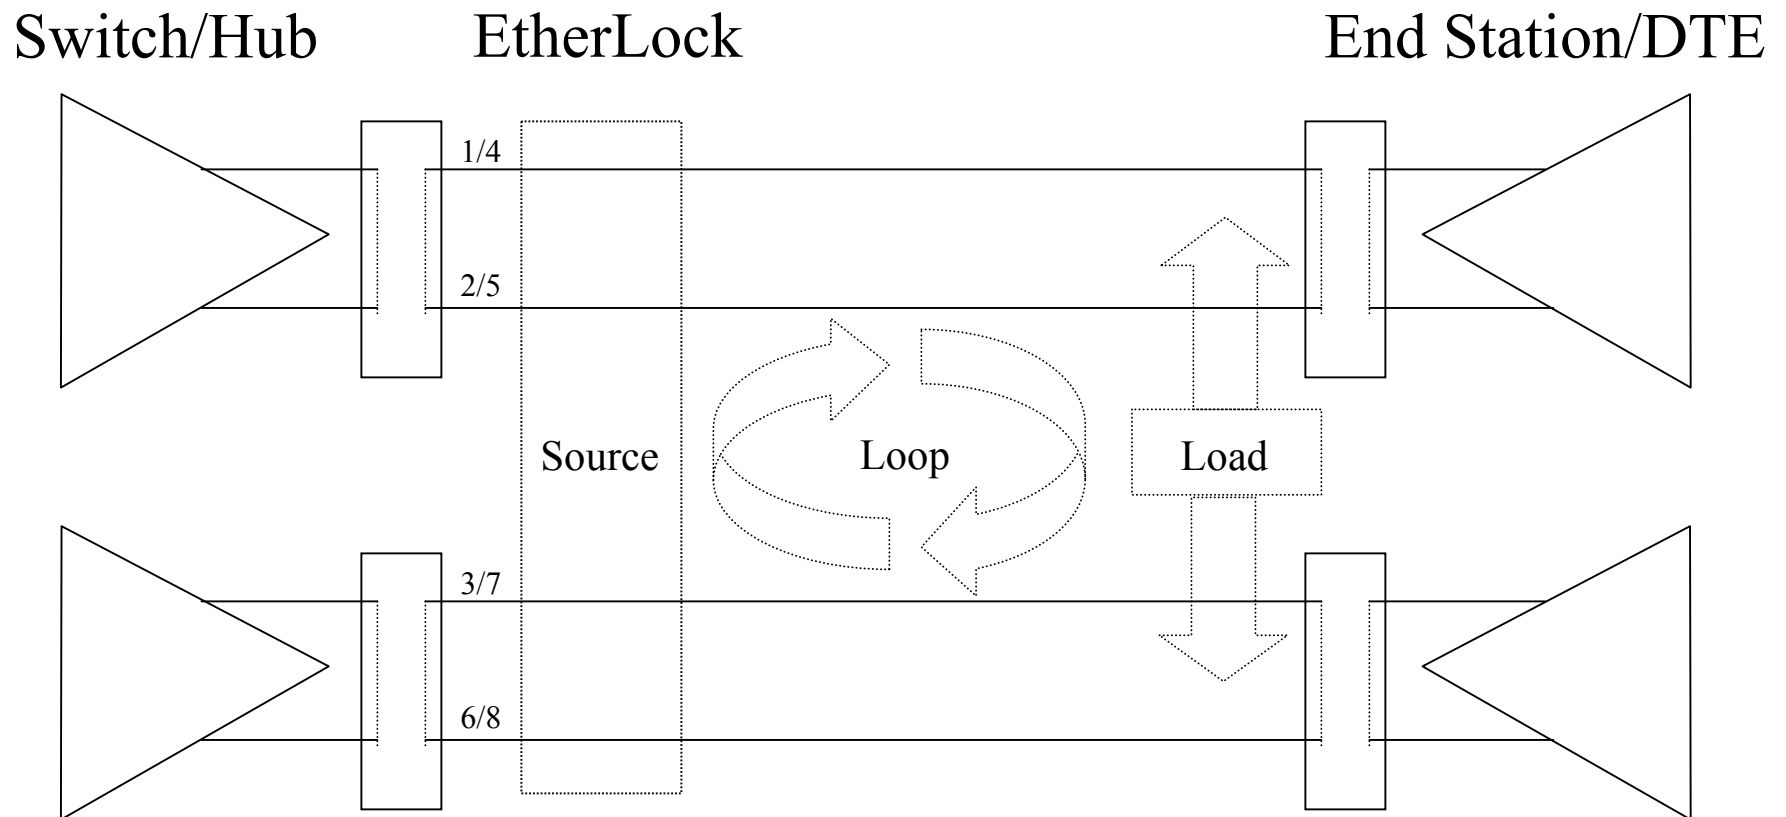 Switch/Hub
EtherLock
End Station/DTE
1/4
2/5
Source
Loop
Load
3/7
6/8